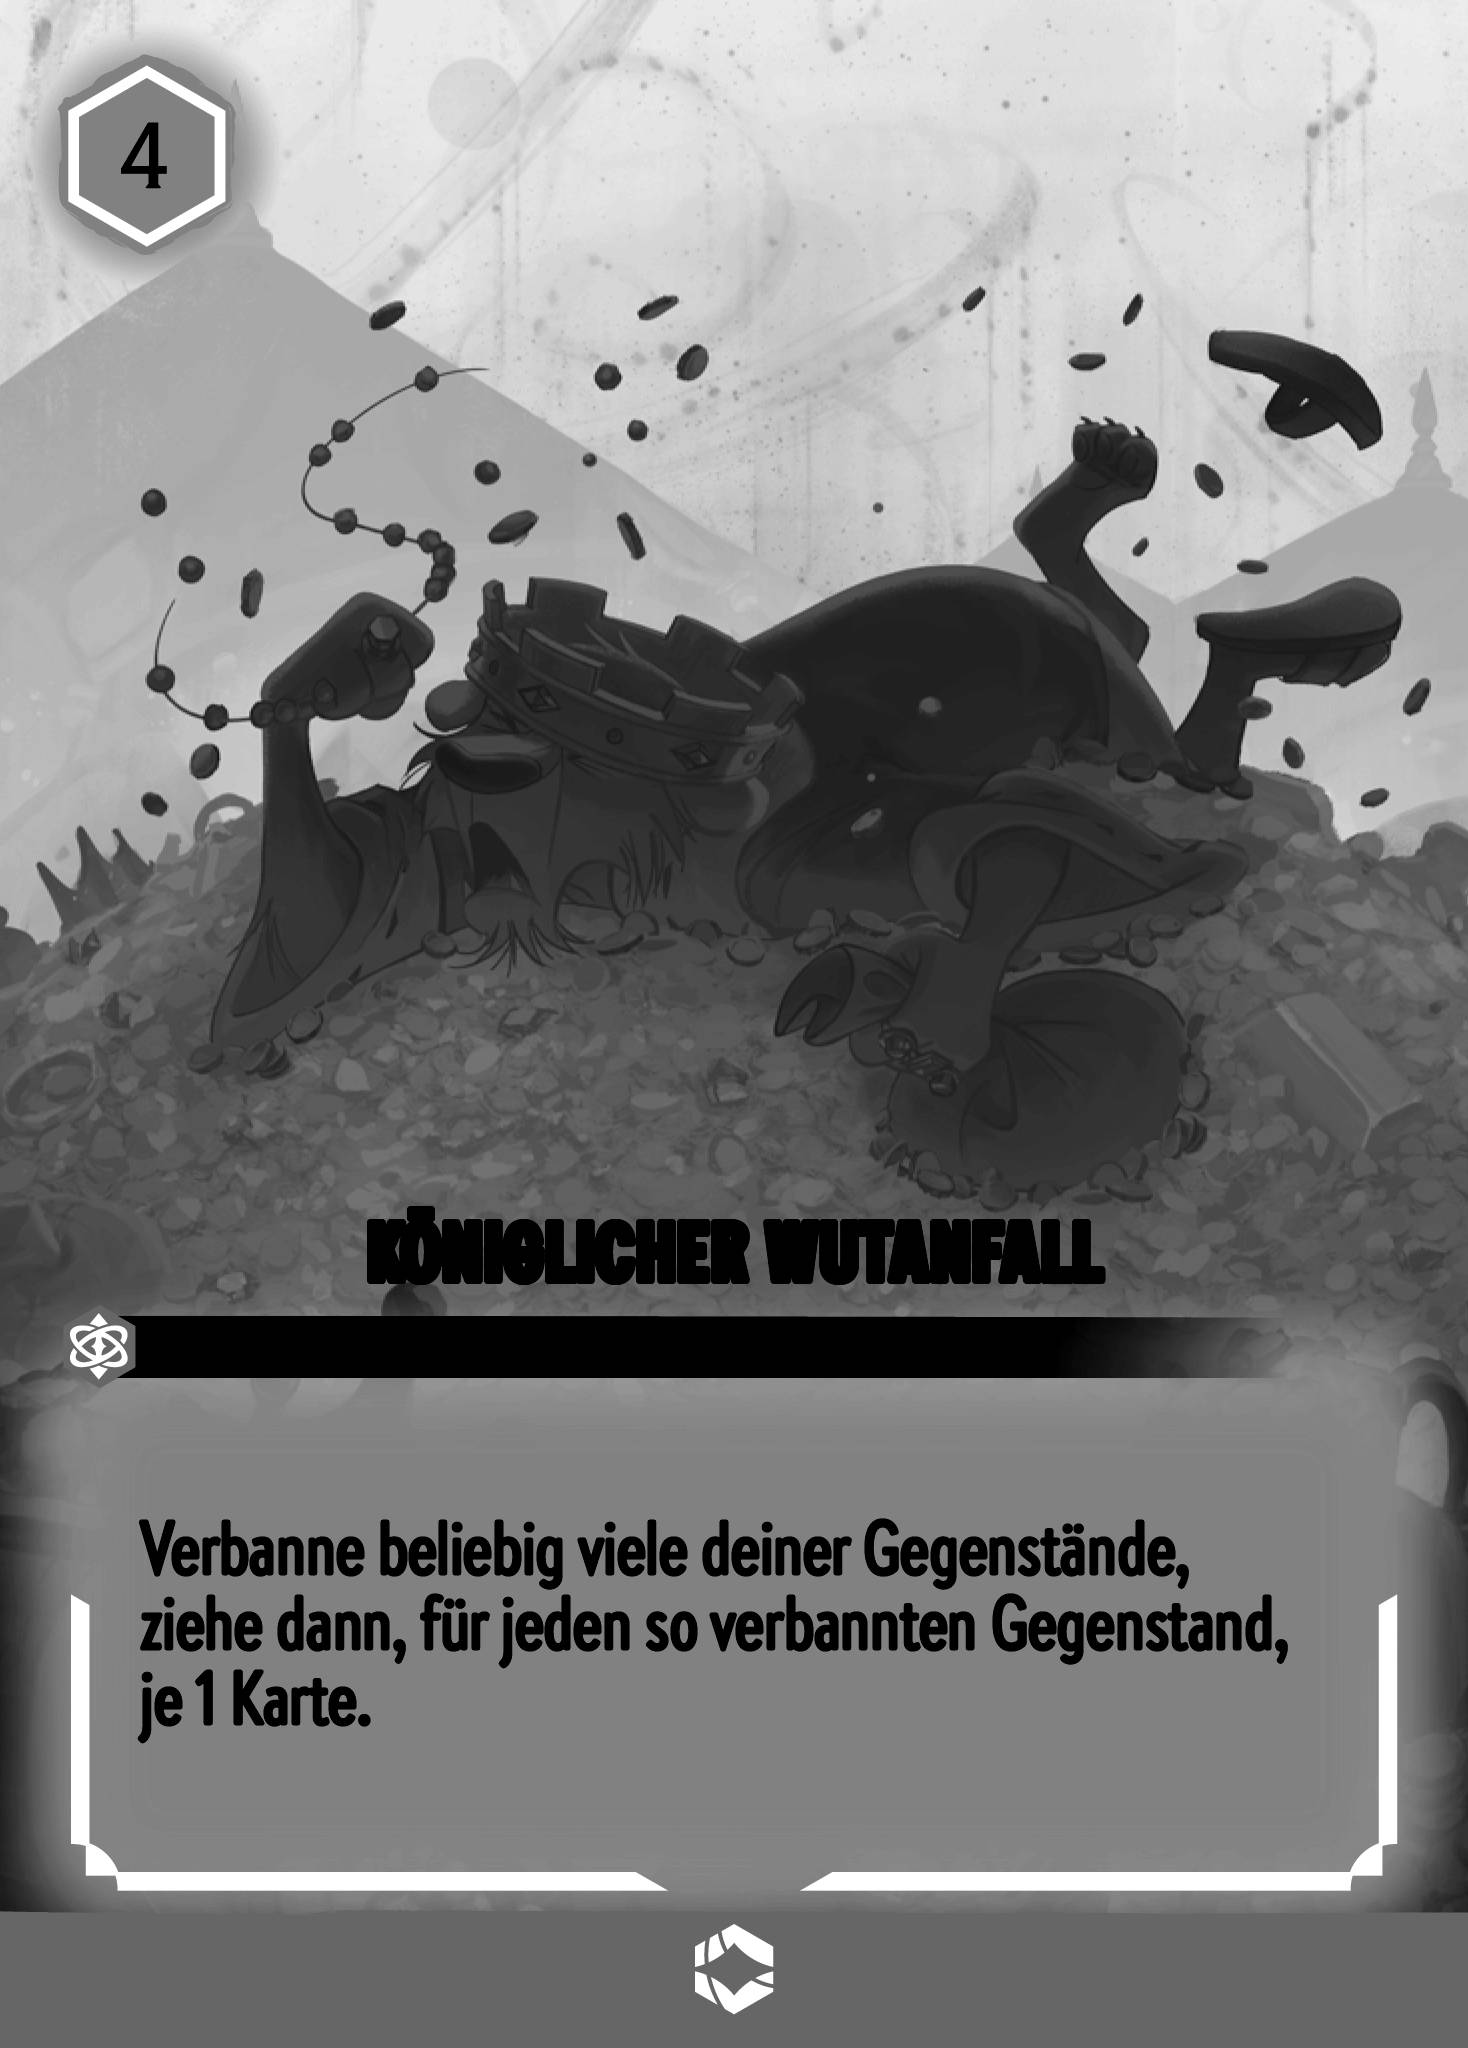 4
KÖNIGLICHER WUTANFALL
Verbanne beliebig viele deiner Gegenstände,
ziehe dann, für jeden so verbannten Gegenstand,
je 1 Karte.